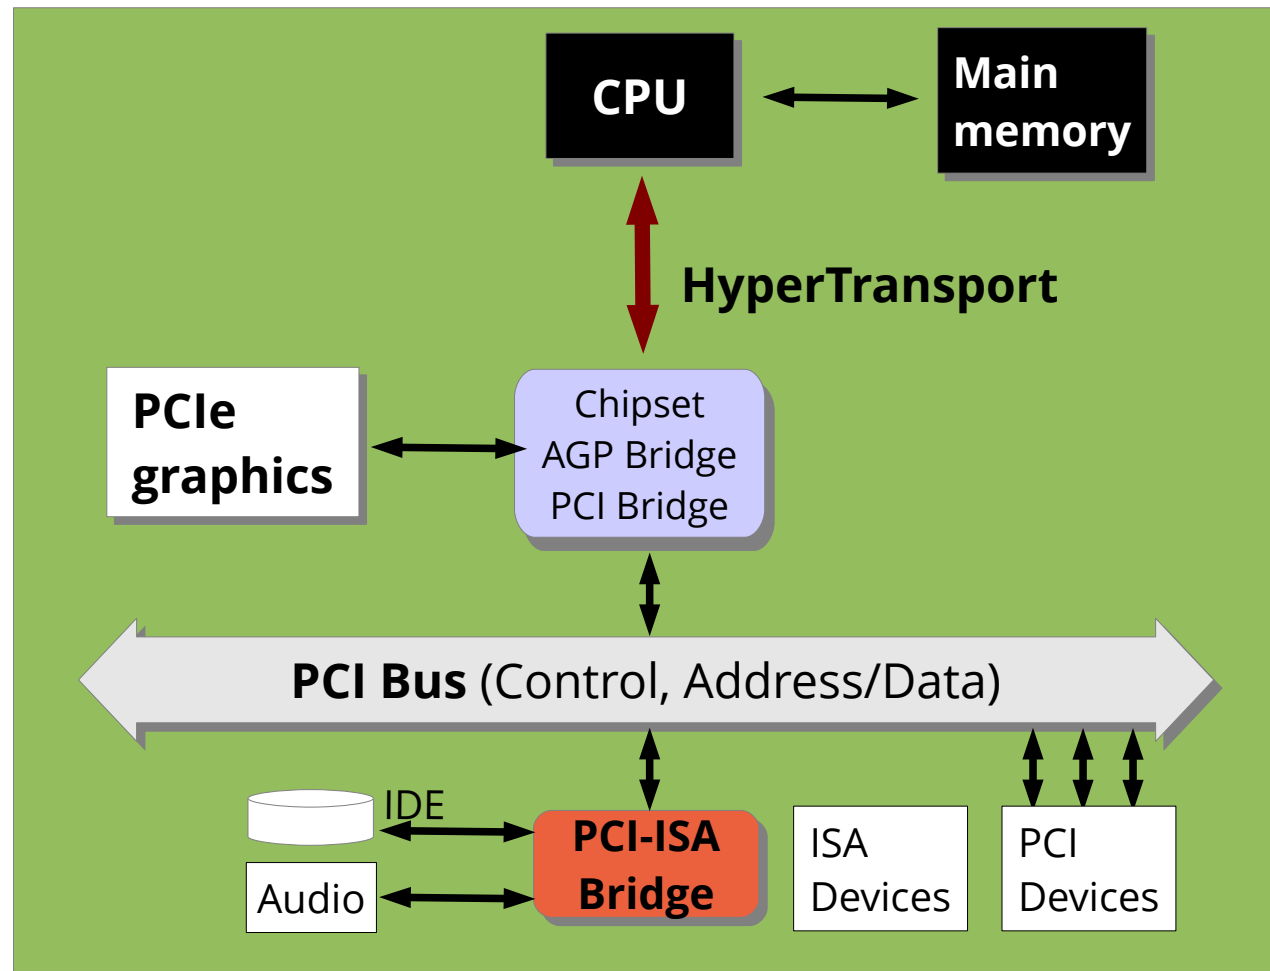 CPU
Main
memory
HyperTransport
PCIe
graphics
Chipset
AGP Bridge
PCI Bridge
PCI Bus (Control, Address/Data)
IDE
Audio
PCI-ISA
Bridge
ISA
Devices
PCI
Devices